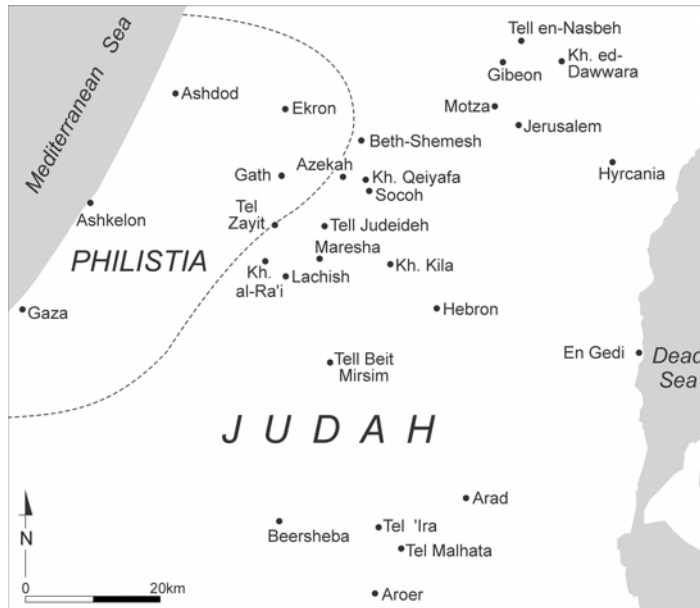 Mediterranean Sea
Tell en-Nasbeh
Kh. ed-
Dawwara
Gibeon
Ashdod
Ekron
Motza
Jerusalem
Beth-Shemesh
Hyrcania
Azekah
Gath
Kh. Qeiyafa
Socoh
Ashkelon
Tel
Zayit
Tell Judeideh
Maresha
PHILISTIA
Kh.
al-Ra'i
Lachish
Kh. Kila
Gaza
Hebron
En Gedi
Dead
Sea
Tell Beit
Mirsim
JUDAH
Arad
Beersheba
Tel 'Ira
Tel Malhata
Aroer
N
0 20km